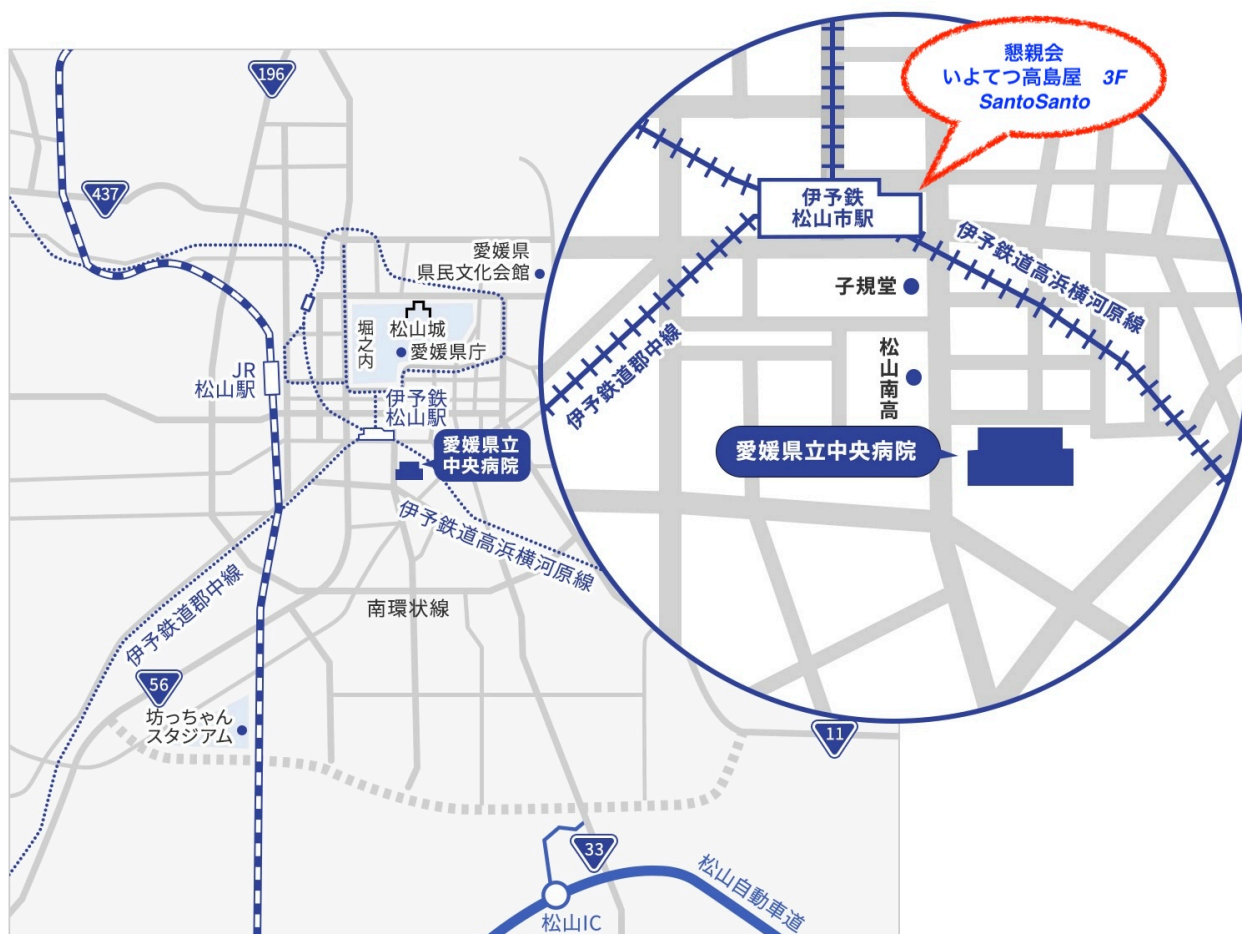 196
437
愛媛県
県民文化会館
堀之内
松山城
愛媛県庁
JR
松山駅
伊予鉄
松山駅
愛媛県立
中央病院
伊予鉄道高浜横河原線
南環状線
伊予鉄道郡中線
56
坊っちゃん
スタジアム
11
33
松山IC
松山自動車道
懇親会
いよてつ高島屋 3F
SantoSanto
伊予鉄
松山市駅
伊予鉄道高浜横河原線
子規堂
伊予鉄道郡中線
松山南高
愛媛県立中央病院